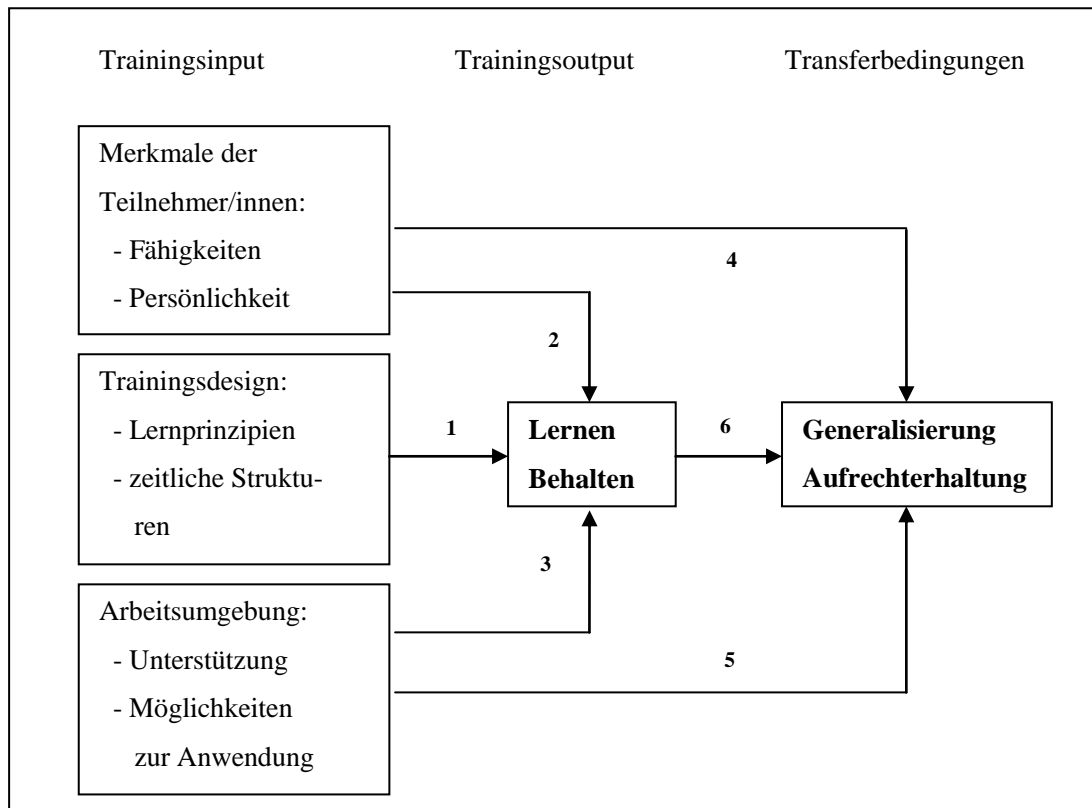 Trainingsinput Trainingsoutput Transferbedingungen
Merkmale der
Teilnehmer/innen:
- Fähigkeiten
- Persönlichkeit
4
2
Trainingsdesign:
- Lernprinzipien
- zeitliche Struktu-
ren
1
Lernen
Behalten
6
Generalisierung
Aufrechterhaltung
3
Arbeitsumgebung:
- Unterstützung
- Möglichkeiten
zur Anwendung
5